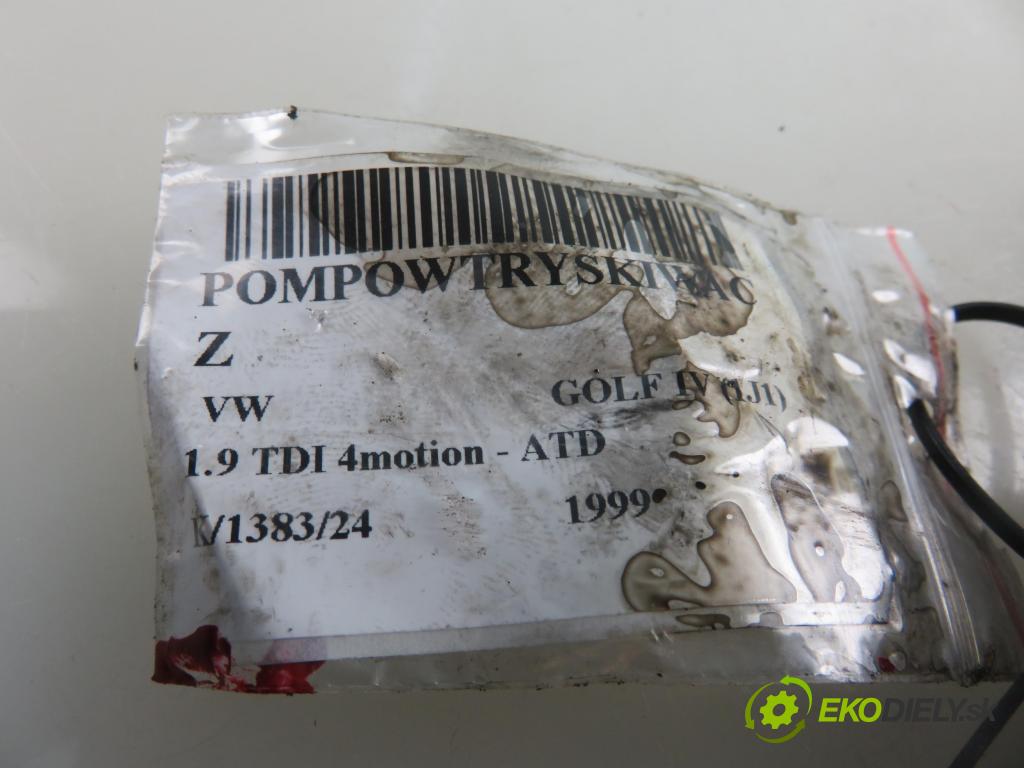 POMPOWTRYSKIWAC
Z
VW GOLF IV (1J1)
1.9 TDI 4motion - ATD
K/1383/24 1999
EKODIELY.sk